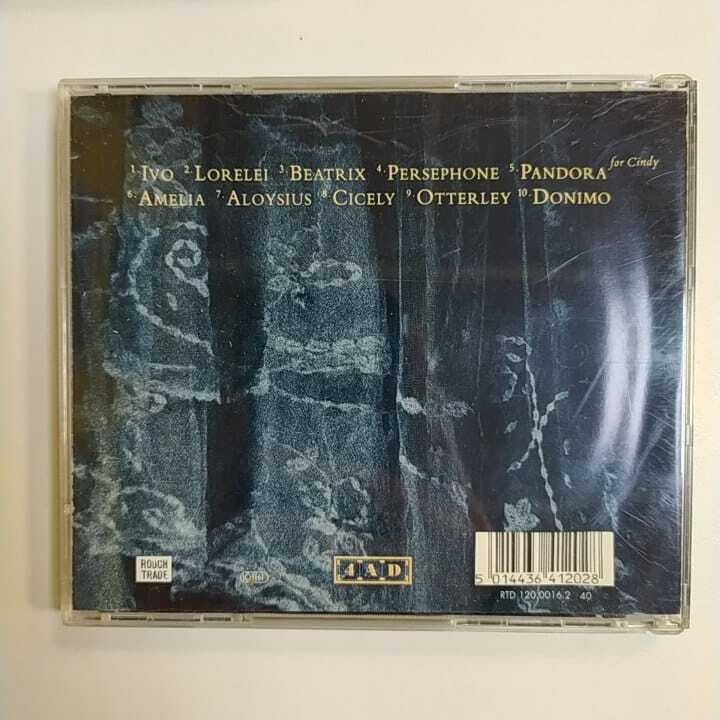 for Cindy
1. IVO 2. LORELEI 3. BEATRIX 4. PERSEPHONE 5. PANDORA
6. AMELIA 7. ALOYSIUS 8. CICELY 9. OTTERLEY 10. DONIMO
ROUGH
TRADE
4AD
5 014436 412028
RTD 120.0016.2 40